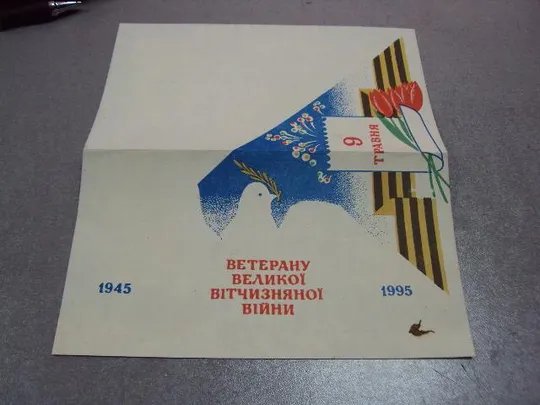 9
ТРАВНЯ
ВЕТЕРАНУ
ВЕЛИКОЇ
ВІТЧИЗНЯНОЇ
ВІЙНИ
1945
1995